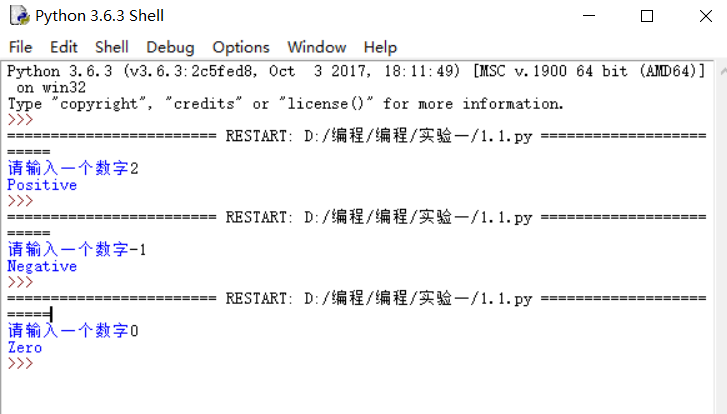 Python 3.6.3 Shell
File Edit Shell Debug Options Window Help
Python 3.6.3 (v3.6.3:2c5fed8, Oct  3 2017, 18:11:49) [MSC v.1900 64 bit (AMD64)]
 on win32
Type "copyright", "credits" or "license()" for more information.
>>>
======================== RESTART: D:/编程/编程/实验一/1.1.py ===================
=====
请输入一个数字2
Positive
>>>
======================== RESTART: D:/编程/编程/实验一/1.1.py ===================
=====
请输入一个数字-1
Negative
>>>
======================== RESTART: D:/编程/编程/实验一/1.1.py ===================
=====
请输入一个数字0
Zero
>>>